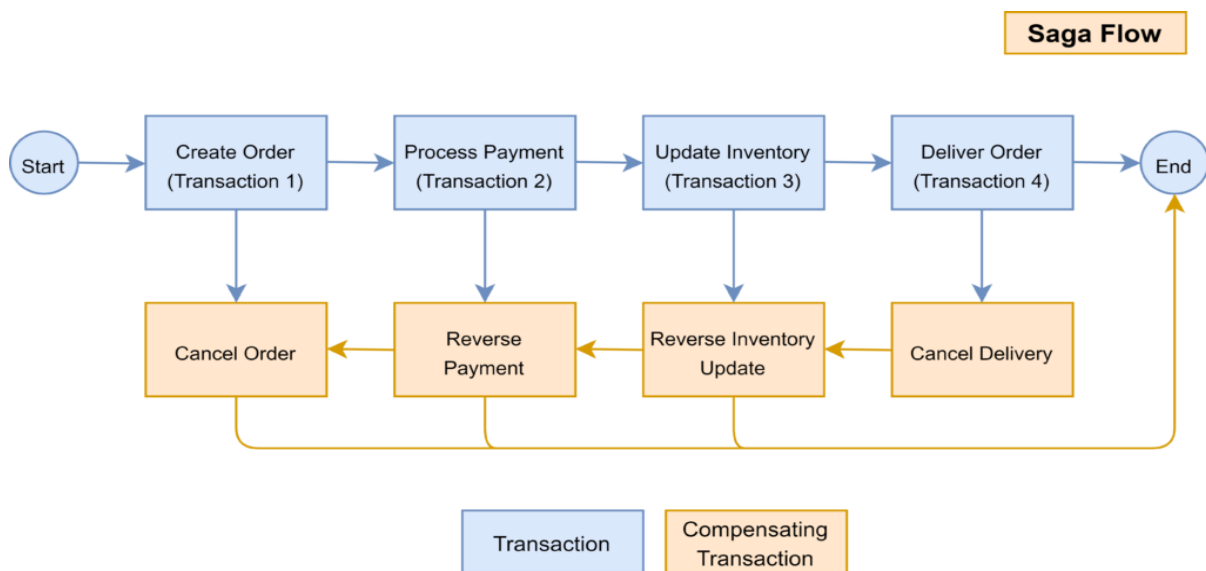 Saga Flow
Start
Create Order
(Transaction 1)
Process Payment
(Transaction 2)
Update Inventory
(Transaction 3)
Deliver Order
(Transaction 4)
End
Cancel Order
Reverse
Payment
Reverse Inventory
Update
Cancel Delivery
Transaction
Compensating
Transaction